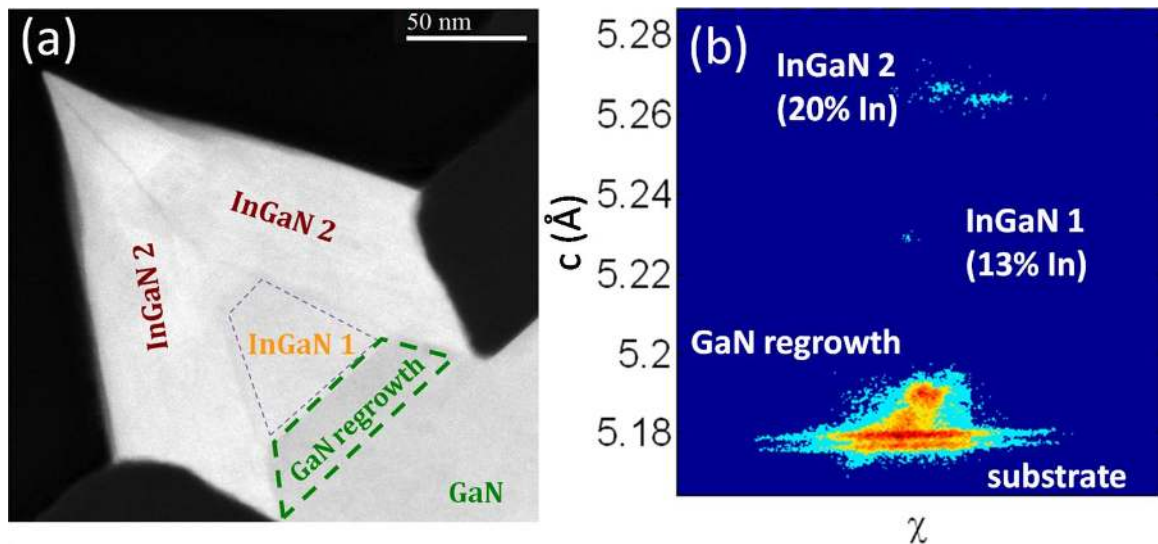 (a)
50 nm
InGaN 2
InGaN 2
InGaN 1
GaN regrowth
GaN
(b)
c (Å)
5.28
5.26
5.24
5.22
5.2
5.18
InGaN 2
(20% In)
InGaN 1
(13% In)
GaN regrowth
substrate
χ